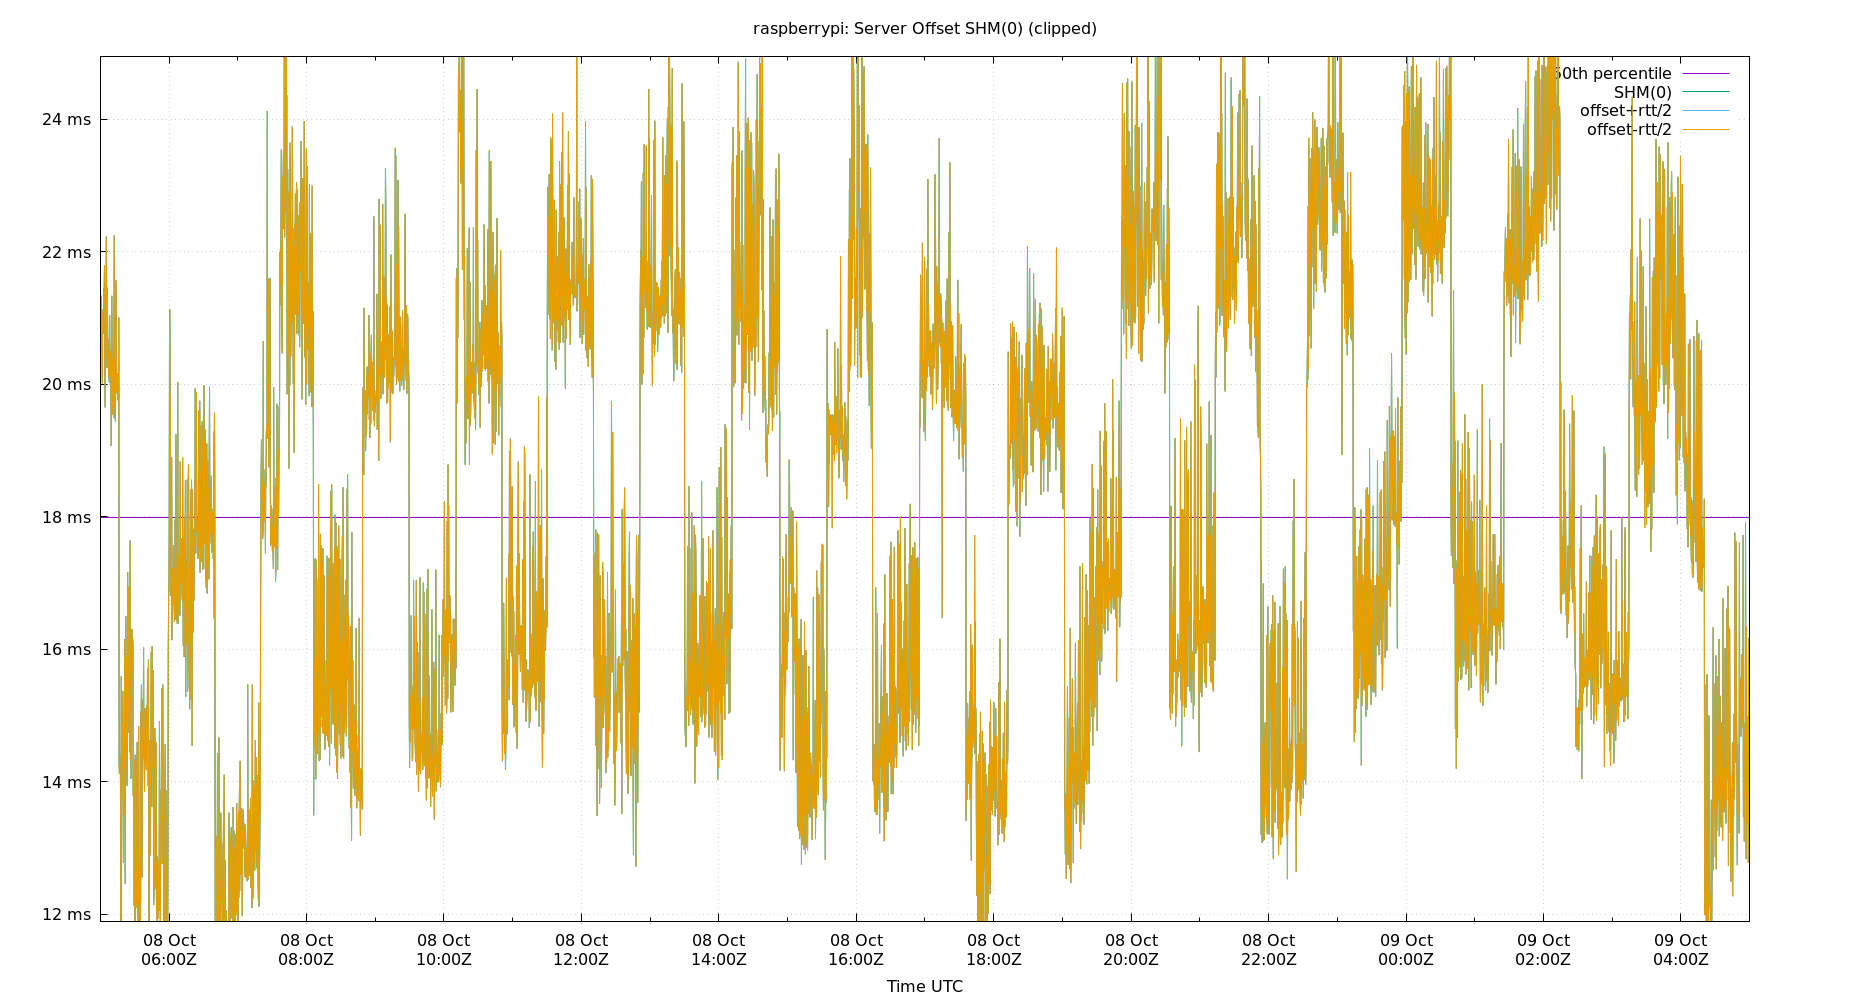 raspberrypi: Server Offset SHM(0) (clipped)
50th percentile
SHM(0)
offset+rtt/2
offset-rtt/2
24 ms
22 ms
20 ms
18 ms
16 ms
14 ms
12 ms
08 Oct 08 Oct 08 Oct 08 Oct 08 Oct 08 Oct 08 Oct 08 Oct 08 Oct 09 Oct 09 Oct 09 Oct
06:00Z 08:00Z 10:00Z 12:00Z 14:00Z 16:00Z 18:00Z 20:00Z 22:00Z 00:00Z 02:00Z 04:00Z
Time UTC